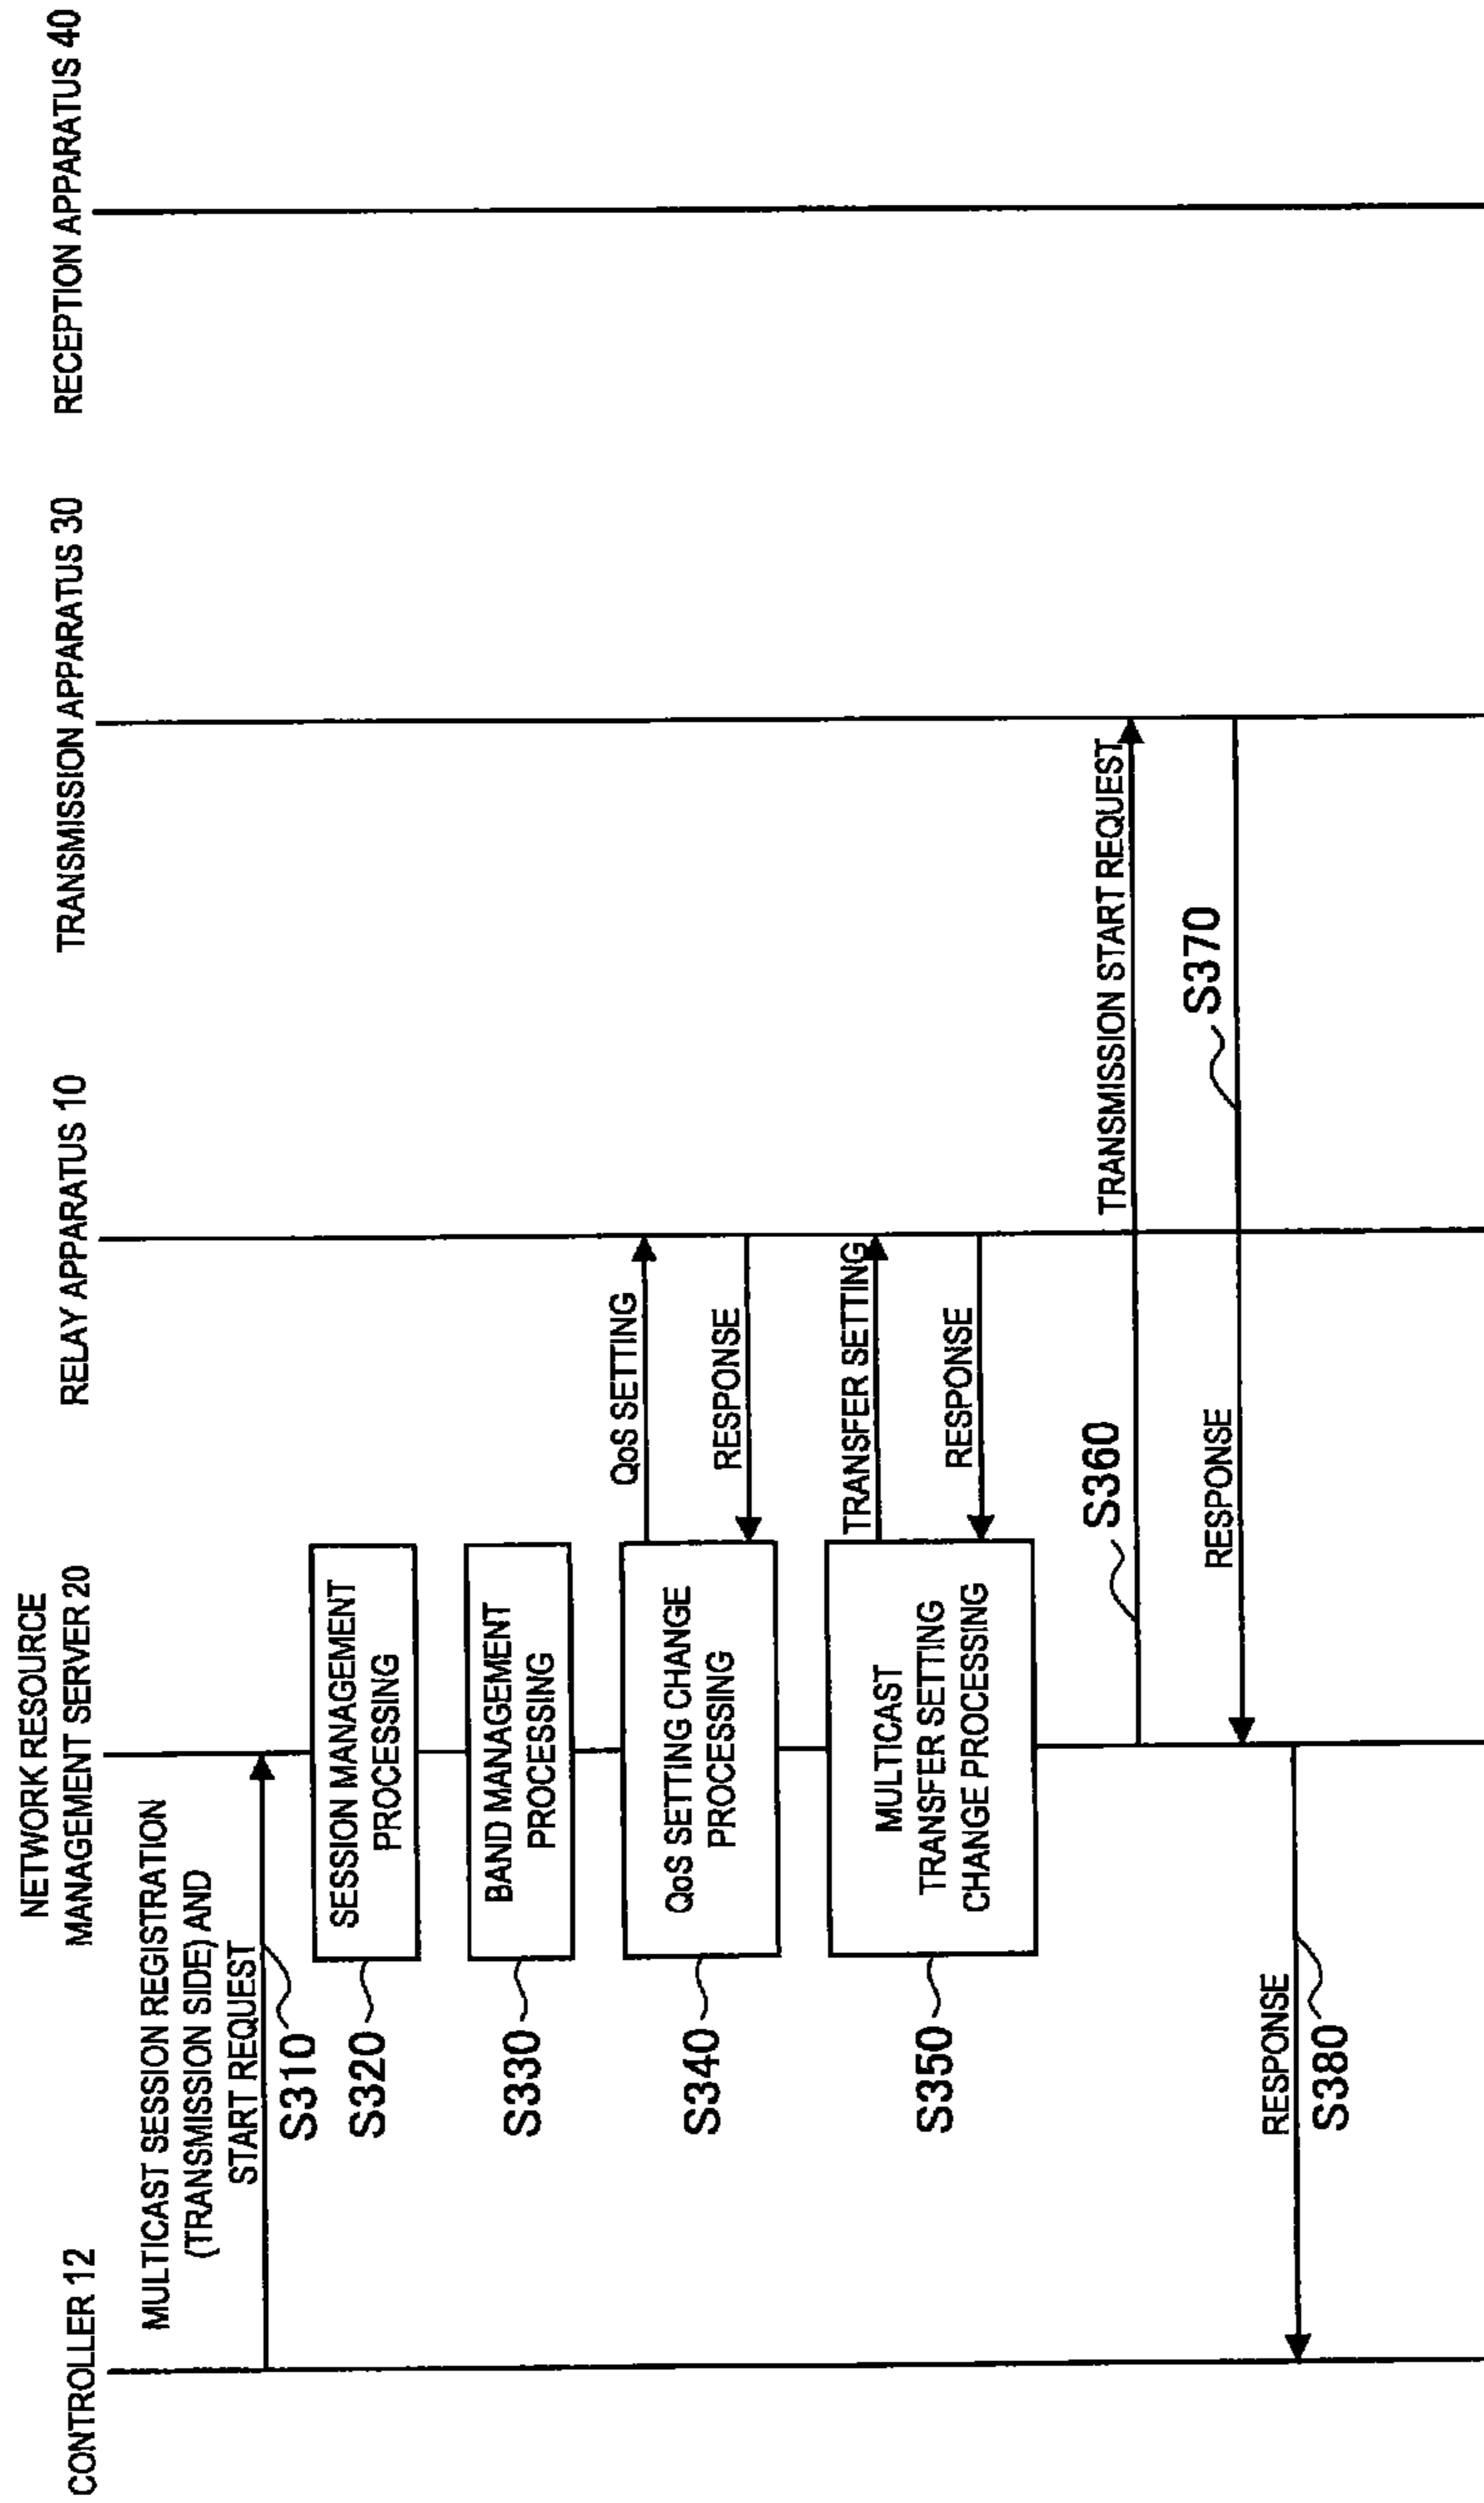 CONTROLLER 12
NETWORK RESOURCE
MANAGEMENT SERVER 20
RELAY APPARATUS 10
TRANSMISSION APPARATUS 30
RECEPTION APPARATUS 40
MULTICAST SESSION REGISTRATION
(TRANSMISSION SIDE) AND
START REQUEST
S310
S320
SESSION MANAGEMENT
PROCESSING
S330
BAND MANAGEMENT
PROCESSING
S340
QoS SETTING CHANGE
PROCESSING
QoS SETTING
RESPONSE
S350
MULTICAST
TRANSFER SETTING
CHANGE PROCESSING
TRANSFER SETTING
RESPONSE
S360
TRANSMISSION START REQUEST
S370
RESPONSE
RESPONSE
S380